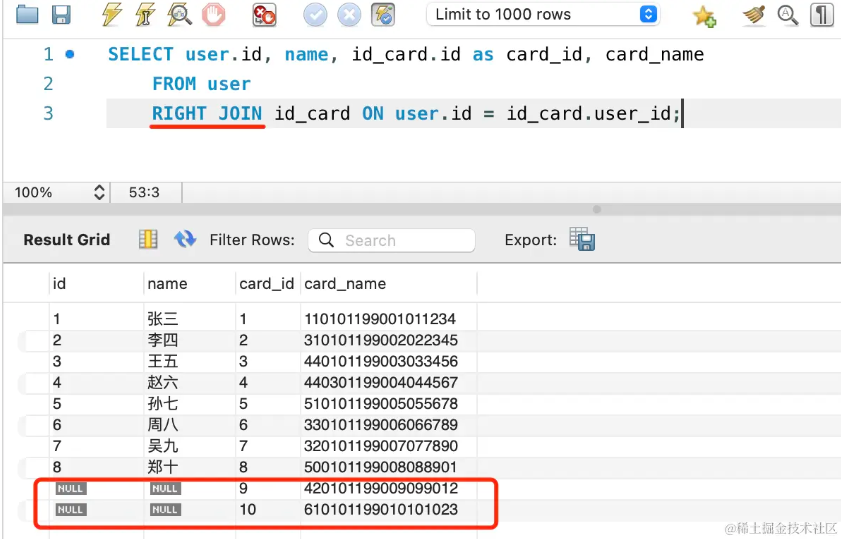 Limit to 1000 rows
1 SELECT user.id, name, id_card.id as card_id, card_name
2 FROM user
3 RIGHT JOIN id_card ON user.id = id_card.user_id;
100% 53:3
Result Grid Filter Rows: Search Export:
id name card_id card_name
1 张三 1 110101199001011234
2 李四 2 310101199002022345
3 王五 3 440101199003033456
4 赵六 4 440301199004044567
5 孙七 5 510101199005055678
6 周八 6 330101199006066789
7 吴九 7 320101199007077890
8 郑十 8 500101199008088901
NULL NULL 9 420101199009099012
NULL NULL 10 610101199010101023
@稀土掘金技术社区